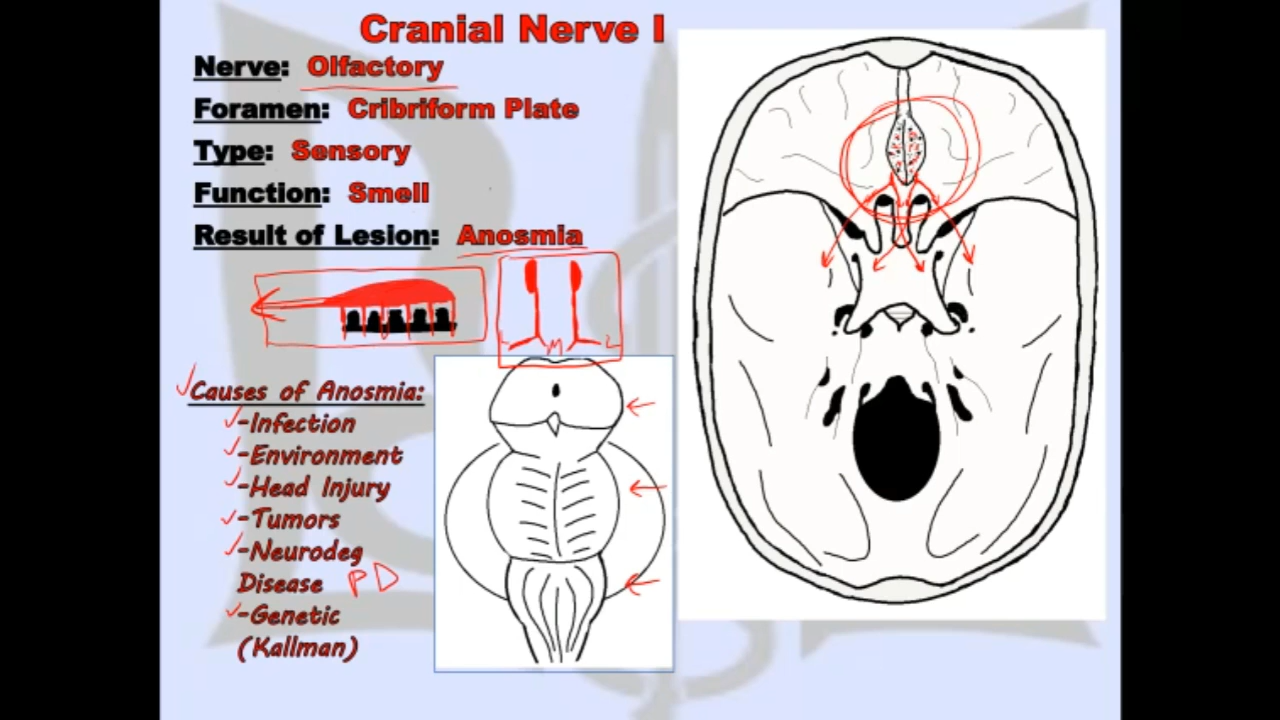 Cranial Nerve I
Nerve: Olfactory
Foramen: Cribriform Plate
Type: Sensory
Function: Smell
Result of Lesion: Anosmia
L M L
Causes of Anosmia:
-Infection
-Environment
-Head Injury
-Tumors
-Neurodeg
Disease PD
-Genetic
(Kallman)